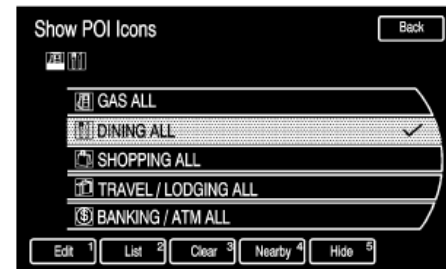 Show POI Icons Back
GAS ALL
DINING ALL
SHOPPING ALL
TRAVEL / LODGING ALL
$ BANKING / ATM ALL
Edit 1 List 2 Clear 3 Nearby 4 Hide 5